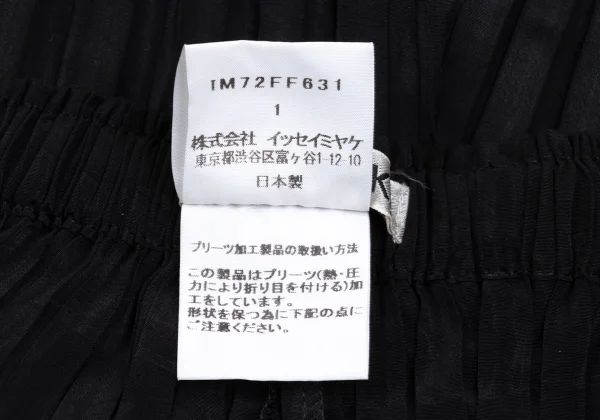 IM72FF631
1
株式会社 イッセイミヤケ
東京都渋谷区富ヶ谷1-12-10
日本製
K
プリーツ加工製品の取扱い方法
この製品はプリーツ(熱・圧
力により折り目を付ける)加
工をしています。
形状を保つ為に下記の点に
ご注意ください。